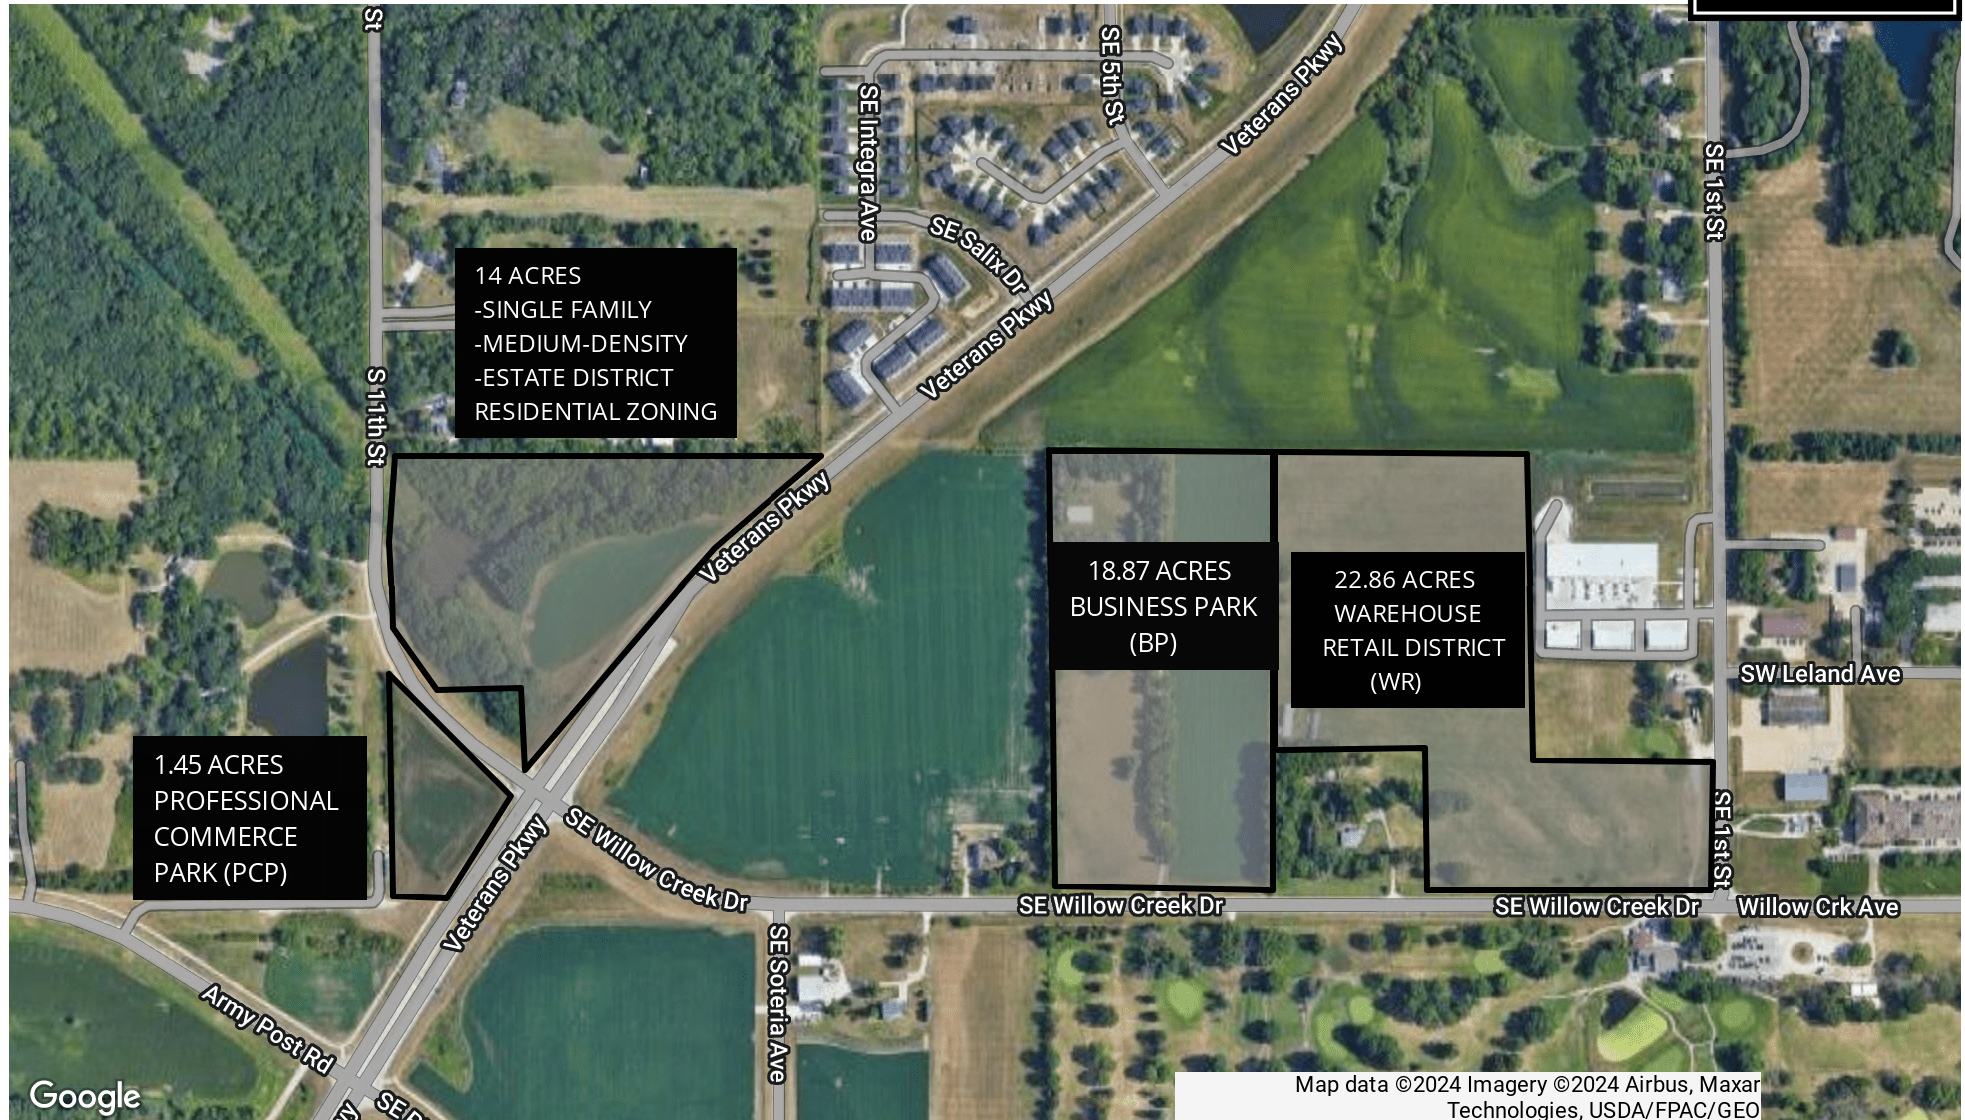 St
SE 5th St
Veterans Pkwy
SE Integra Ave
SE 1st St
SE Salix Dr
14 ACRES
-SINGLE FAMILY
-MEDIUM-DENSITY
-ESTATE DISTRICT
RESIDENTIAL ZONING
Veterans Pkwy
S 11th St
Veterans Pkwy
18.87 ACRES
BUSINESS PARK
(BP)
22.86 ACRES
WAREHOUSE
RETAIL DISTRICT
(WR)
SW Leland Ave
1.45 ACRES
PROFESSIONAL
COMMERCE
PARK (PCP)
SE 1st St
SE Willow Creek Dr
Veterans Pkwy
SE Willow Creek Dr
SE Willow Creek Dr
Willow Crk Ave
SE Soteria Ave
Army Post Rd
Google
SE
Map data ©2024 Imagery ©2024 Airbus, Maxar
Technologies, USDA/FPAC/GEO